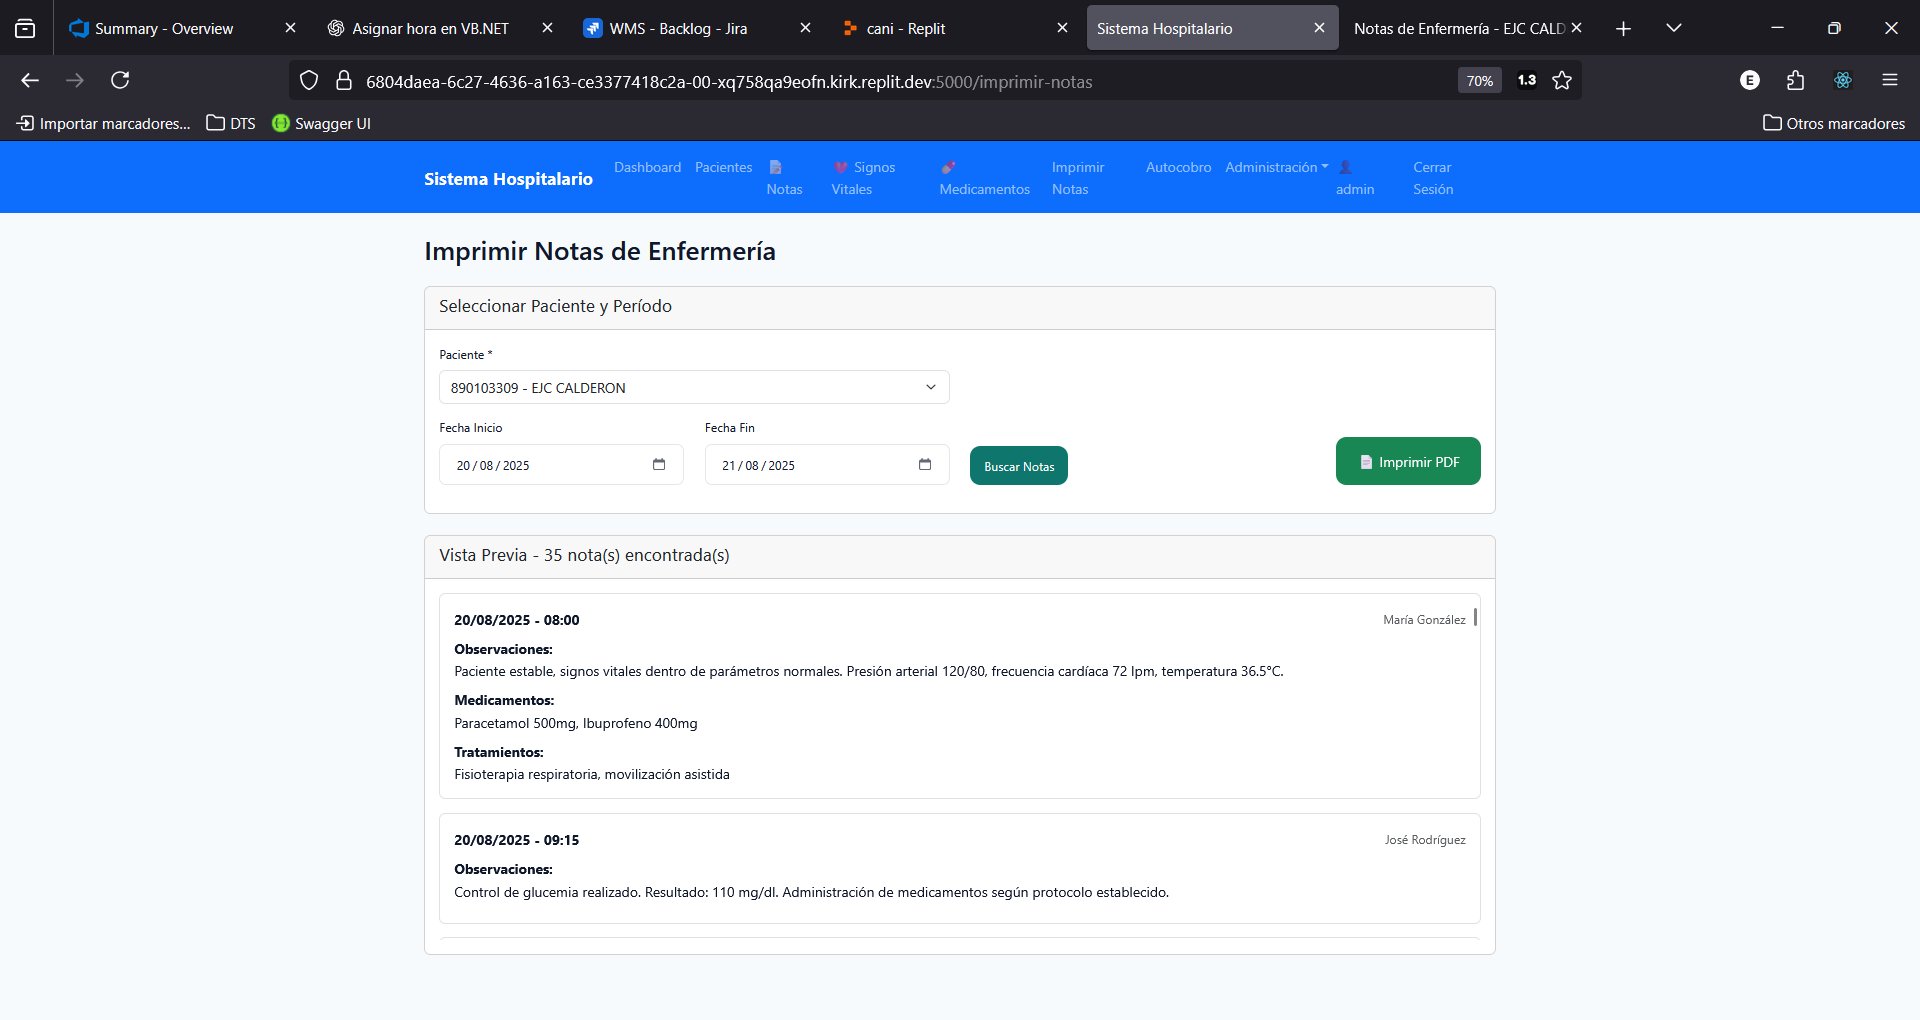 Summary - Overview
Asignar hora en VB.NET
WMS - Backlog - Jira
cani - Replit
Sistema Hospitalario
Notas de Enfermería - EJC CALD
6804daea-6c27-4636-a163-ce3377418c2a-00-xq758qa9eofn.kirk.replit.dev:5000/imprimir-notas
70%
1.3
E
Importar marcadores...
DTS
Swagger UI
Otros marcadores
Sistema Hospitalario
Dashboard
Pacientes
Notas
Signos
Vitales
Medicamentos
Imprimir
Notas
Autocobro
Administración
admin
Cerrar
Sesión
Imprimir Notas de Enfermería
Seleccionar Paciente y Período
Paciente *
890103309 - EJC CALDERON
Fecha Inicio
Fecha Fin
20 / 08 / 2025
21 / 08 / 2025
Buscar Notas
Imprimir PDF
Vista Previa - 35 nota(s) encontrada(s)
20/08/2025 - 08:00
María González
Observaciones:
Paciente estable, signos vitales dentro de parámetros normales. Presión arterial 120/80, frecuencia cardíaca 72 lpm, temperatura 36.5°C.
Medicamentos:
Paracetamol 500mg, Ibuprofeno 400mg
Tratamientos:
Fisioterapia respiratoria, movilización asistida
20/08/2025 - 09:15
José Rodríguez
Observaciones:
Control de glucemia realizado. Resultado: 110 mg/dl. Administración de medicamentos según protocolo establecido.